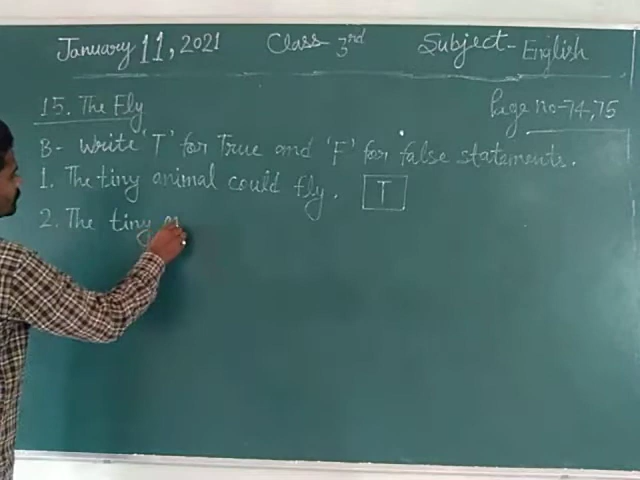 January 11, 2021 Class 3rd Subject - English
15. The Fly Page no-74,75
B- Write 'T' for True and 'F' for false statements.
1. The tiny animal could fly. T
2. The tiny